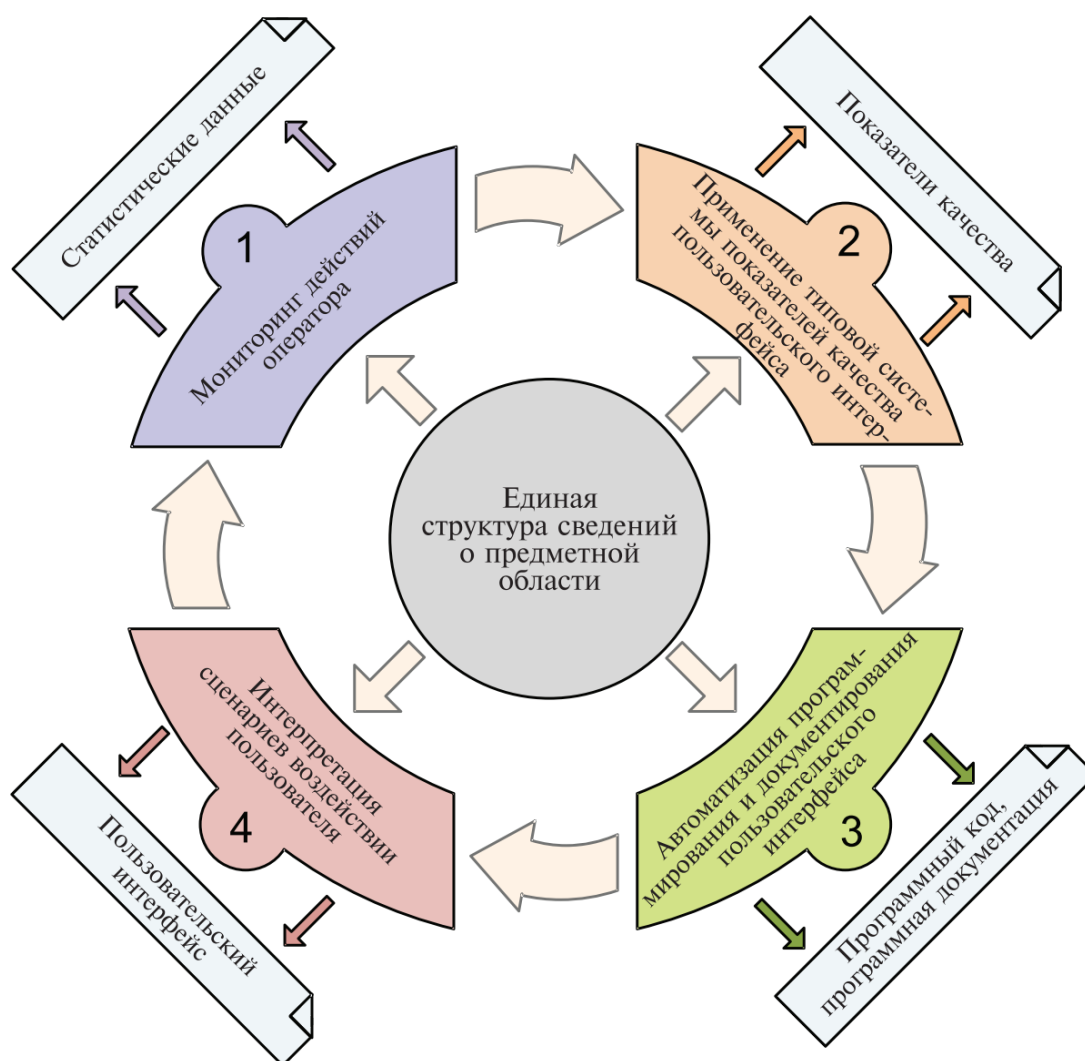 Статистические данные
1
Мониторинг действий
оператора
Показатели качества
2
Применение типовой систе-
мы показателей качества
пользовательского интер-
фейса
Единая
структура сведений
о предметной
области
Автоматизация програм-
мирования и документирования
пользовательского
интерфейса
3
Программный код,
программная документация
Интерпретация
сценариев воздействии
пользователя
4
Пользовательский
интерфейс